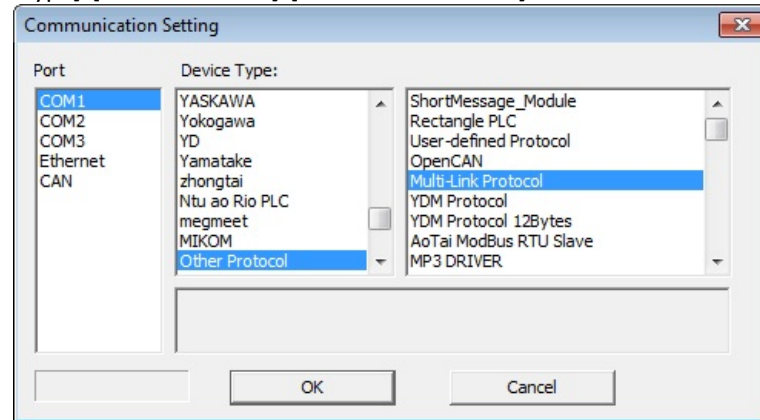 Communication Setting
Port
Device Type:
COM1
COM2
COM3
Ethernet
CAN
YASKAWA
Yokogawa
YD
Yamatake
zhongtai
Ntu ao Rio PLC
megmeet
MIKOM
Other Protocol
ShortMessage_Module
Rectangle PLC
User-defined Protocol
OpenCAN
Multi-Link Protocol
YDM Protocol
YDM Protocol 12Bytes
AoTai ModBus RTU Slave
MP3 DRIVER
OK
Cancel